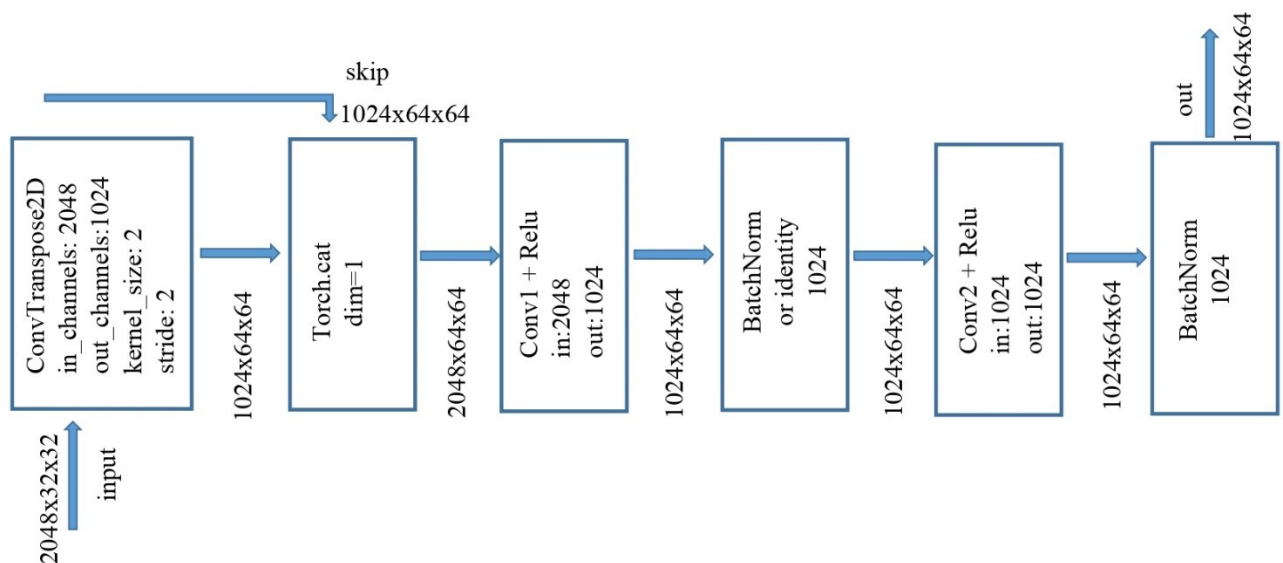 2048x32x32
input
ConvTranspose2D
in_channels: 2048
out_channels:1024
kernel_size: 2
stride: 2
skip
1024x64x64
1024x64x64
Torch.cat
dim=1
2048x64x64
Conv1 + Relu
in:2048
out:1024
1024x64x64
BatchNorm
or identity
1024
1024x64x64
Conv2 + Relu
in:1024
out:1024
1024x64x64
BatchNorm
1024
out
1024x64x64